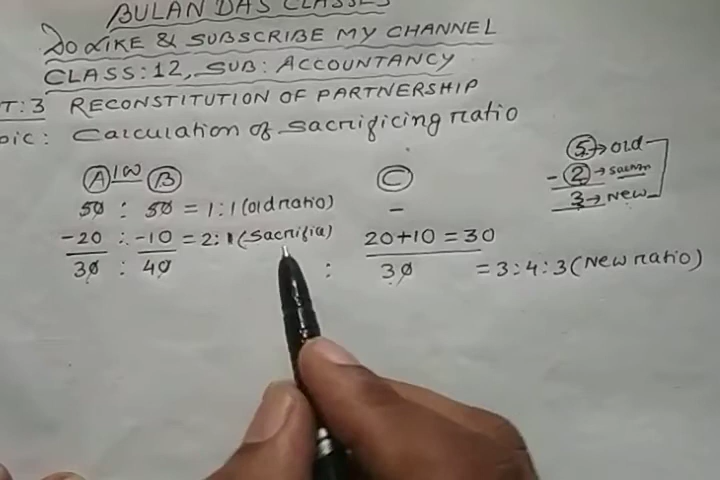 BULAN DAS CLASSES
DO LIKE & SUBSCRIBE MY CHANNEL
CLASS: 12, SUB: ACCOUNTANCY
T: 3 RECONSTITUTION OF PARTNERSHIP
PIC: Calculation of Sacrificing ratio
5 → Old
- 2 → sacri
3 → New
A 1w B C
50 : 50 = 1:1 (Old ratio) -
-20 : -10 = 2:1 (Sacrifice) 20+10 = 30
30 : 40 : 30 = 3:4:3 (New ratio)